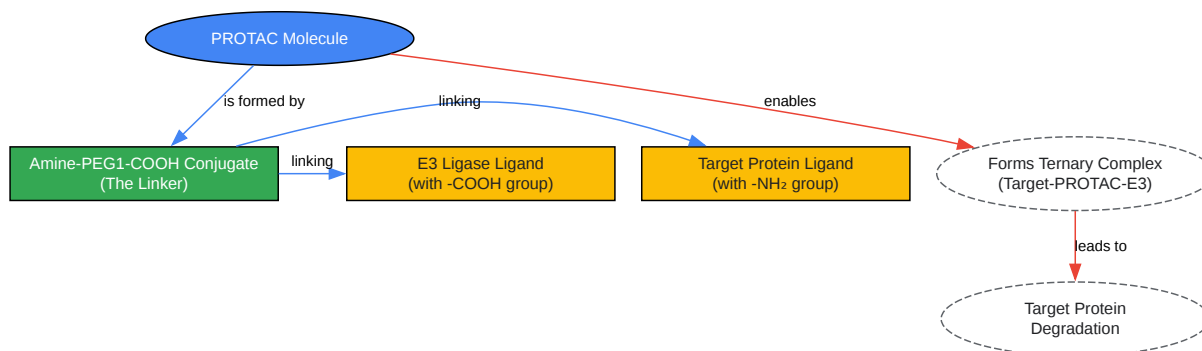 PROTAC Molecule
is formed by
linking
enables
Amine-PEG1-COOH Conjugate
(The Linker)
linking
E3 Ligase Ligand
(with -COOH group)
Target Protein Ligand
(with -NH₂ group)
Forms Ternary Complex
(Target-PROTAC-E3)
leads to
Target Protein
Degradation